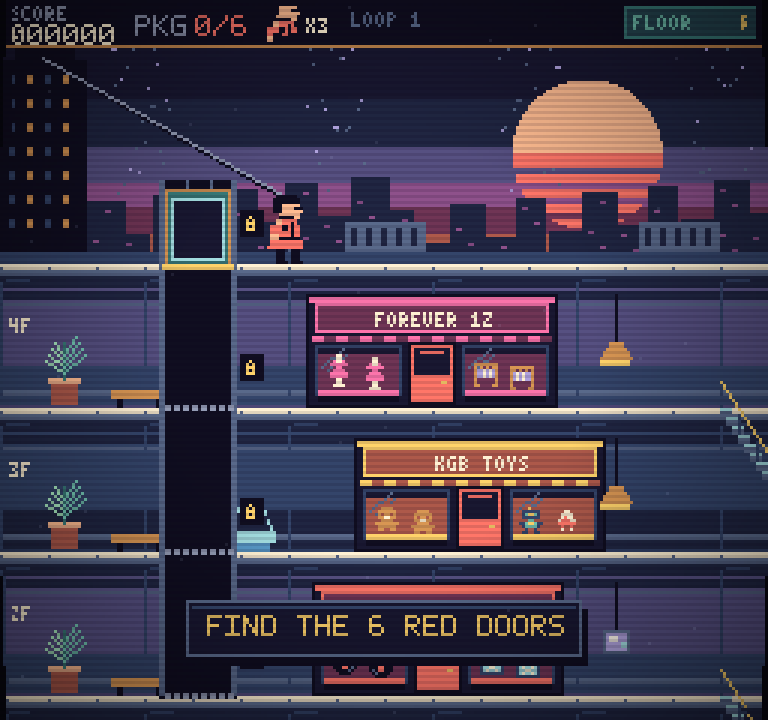 SCORE
000000
PKG 0/6
X3
LOOP 1
FLOOR
4F
FOREVER 12
3F
KGB TOYS
2F
FIND THE 6 RED DOORS